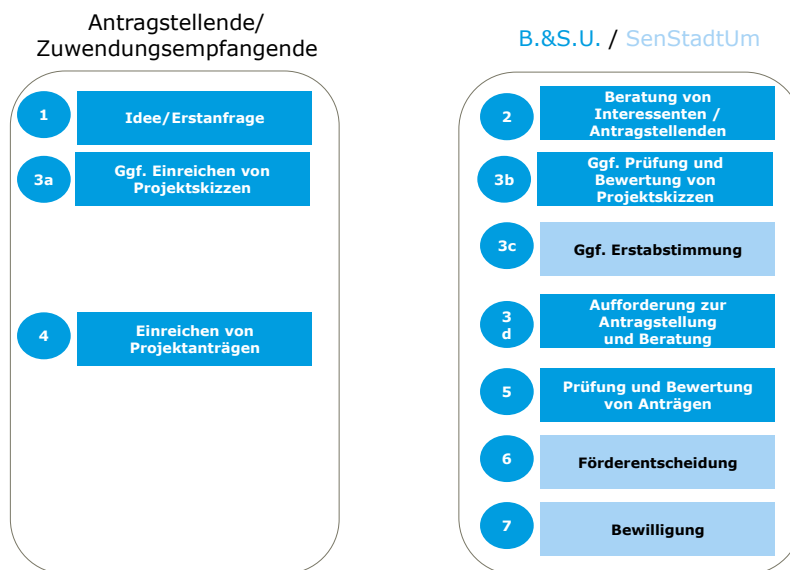 Antragstellende/
Zuwendungsempfangende
1
Idee/Erstanfrage
3a
Ggf. Einreichen von
Projektskizzen
4
Einreichen von
Projektanträgen
B.&S.U. / SenStadtUm
2
Beratung von
Interessenten /
Antragstellenden
3b
Ggf. Prüfung und
Bewertung von
Projektskizzen
3c
Ggf. Erstabstimmung
3
d
Aufforderung zur
Antragstellung
und Beratung
5
Prüfung und Bewertung
von Anträgen
6
Förderentscheidung
7
Bewilligung